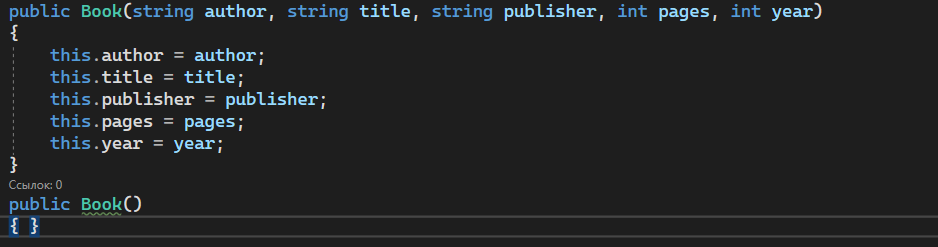 public Book(string author, string title, string publisher, int pages, int year)
{
this.author = author;
this.title = title;
this.publisher = publisher;
this.pages = pages;
this.year = year;
}
Ссылок: 0
public Book()
{ }